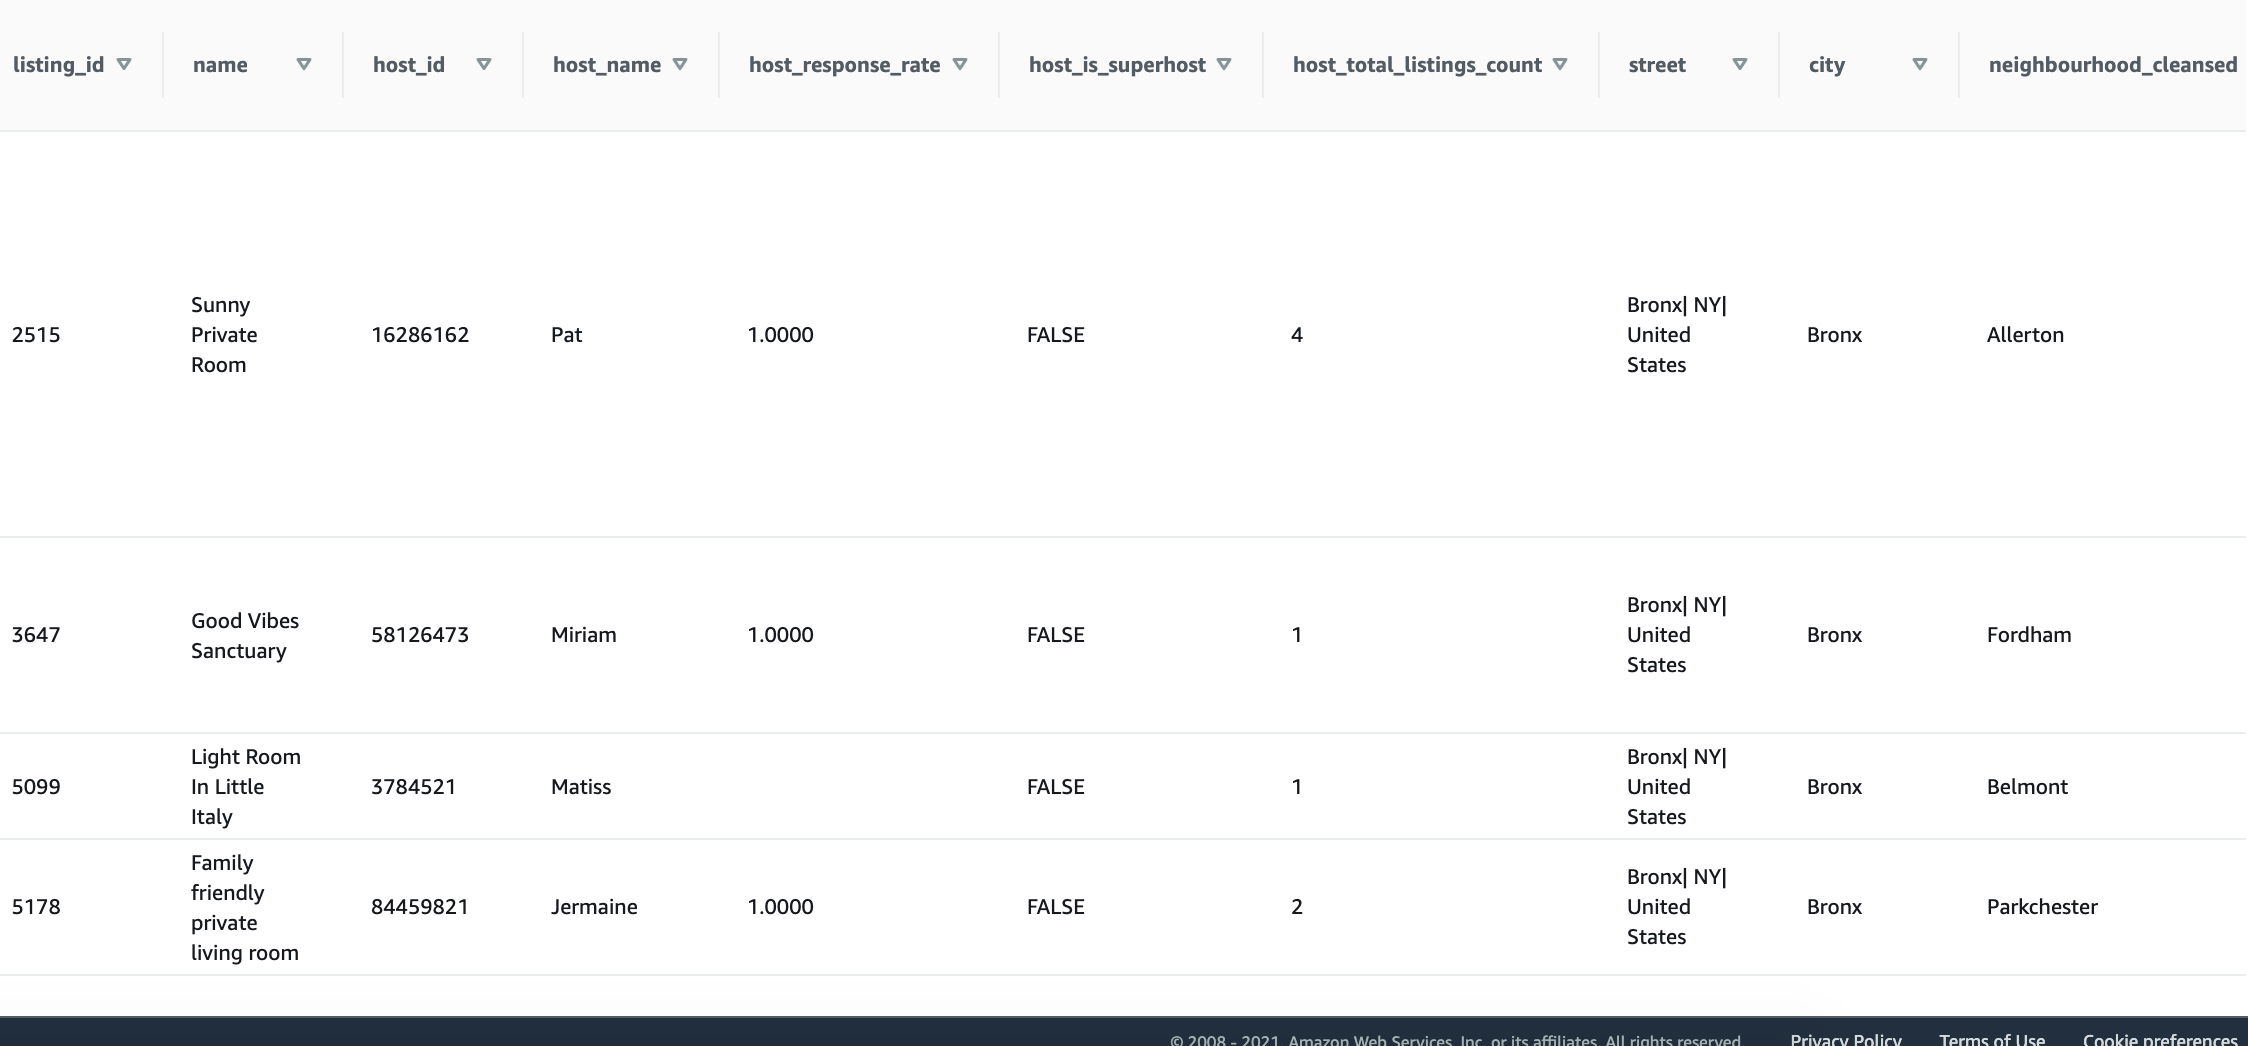 listing_id name host_id host_name host_response_rate host_is_superhost host_total_listings_count street city neighbourhood_cleansed
2515 Sunny Private Room 16286162 Pat 1.0000 FALSE 4 Bronx| NY| United States Bronx Allerton
3647 Good Vibes Sanctuary 58126473 Miriam 1.0000 FALSE 1 Bronx| NY| United States Bronx Fordham
5099 Light Room In Little Italy 3784521 Matiss FALSE 1 Bronx| NY| United States Bronx Belmont
5178 Family friendly private living room 84459821 Jermaine 1.0000 FALSE 2 Bronx| NY| United States Bronx Parkchester
© 2008 - 2021, Amazon Web Services, Inc. or its affiliates. All rights reserved. Privacy Policy Terms of Use Cookie preferences